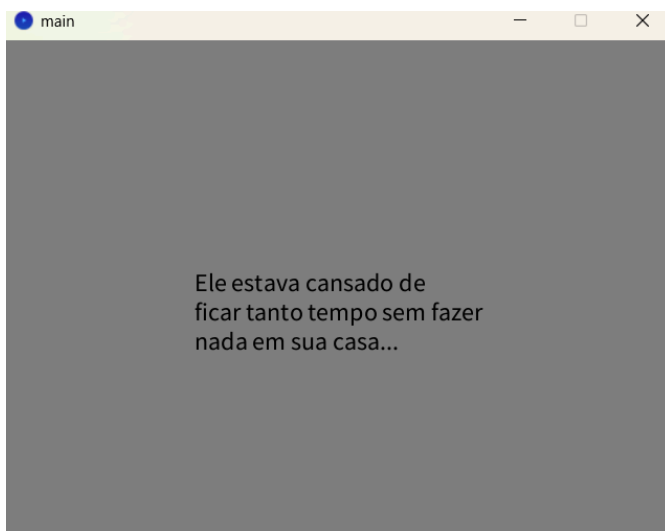 main
Ele estava cansado de
ficar tanto tempo sem fazer
nada em sua casa...